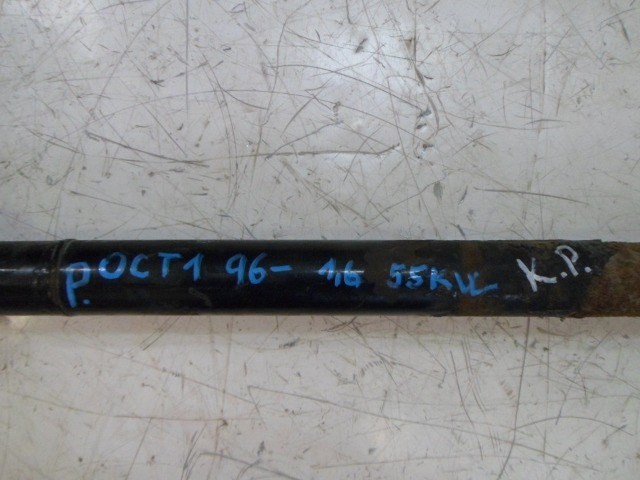 P. OCT1 96- 1,6 55KW K.P.